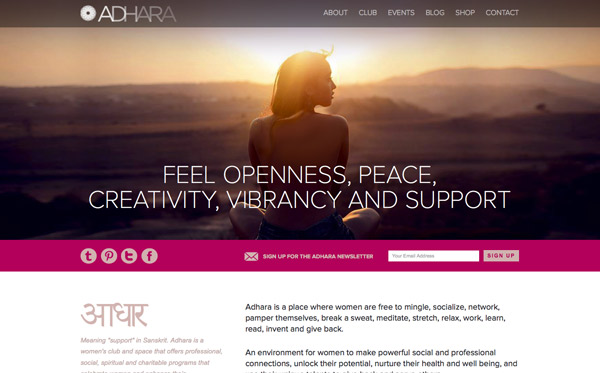 ADHARA
ABOUT CLUB EVENTS BLOG SHOP CONTACT
FEEL OPENNESS, PEACE,
CREATIVITY, VIBRANCY AND SUPPORT
SIGN UP FOR THE ADHARA NEWSLETTER
Your Email Address
SIGN UP
आधार
Meaning "support" in Sanskrit. Adhara is a
women's club and space that offers professional,
social, spiritual and charitable programs that
Adhara is a place where women are free to mingle, socialize, network,
pamper themselves, break a sweat, meditate, stretch, relax, work, learn,
read, invent and give back.
An environment for women to make powerful social and professional
connections, unlock their potential, nurture their health and well being, and